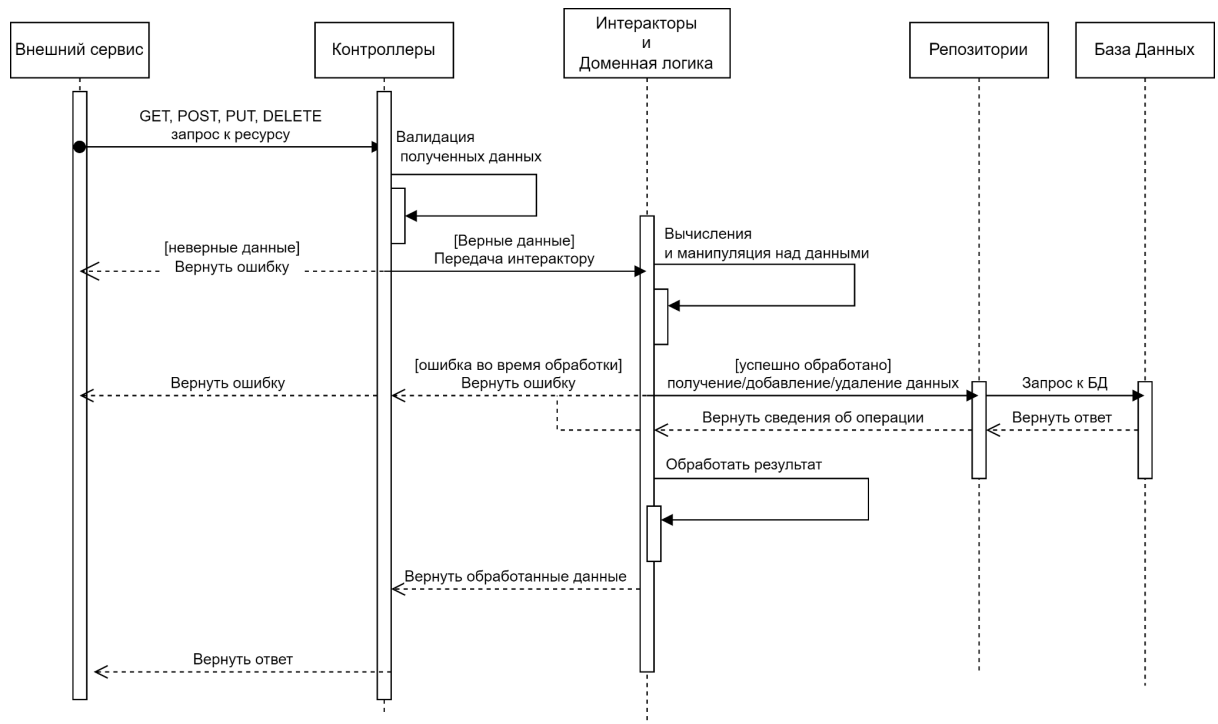 Внешний сервис
Контроллеры
Интеракторы
и
Доменная логика
Репозитории
База Данных
GET, POST, PUT, DELETE
запрос к ресурсу
Валидация
полученных данных
[неверные данные]
Вернуть ошибку
[Верные данные]
Передача интерактору
Вычисления
и манипуляция над данными
Вернуть ошибку
[ошибка во время обработки]
Вернуть ошибку
[успешно обработано]
получение/добавление/удаление данных
Запрос к БД
Вернуть сведения об операции
Вернуть ответ
Обработать результат
Вернуть обработанные данные
Вернуть ответ